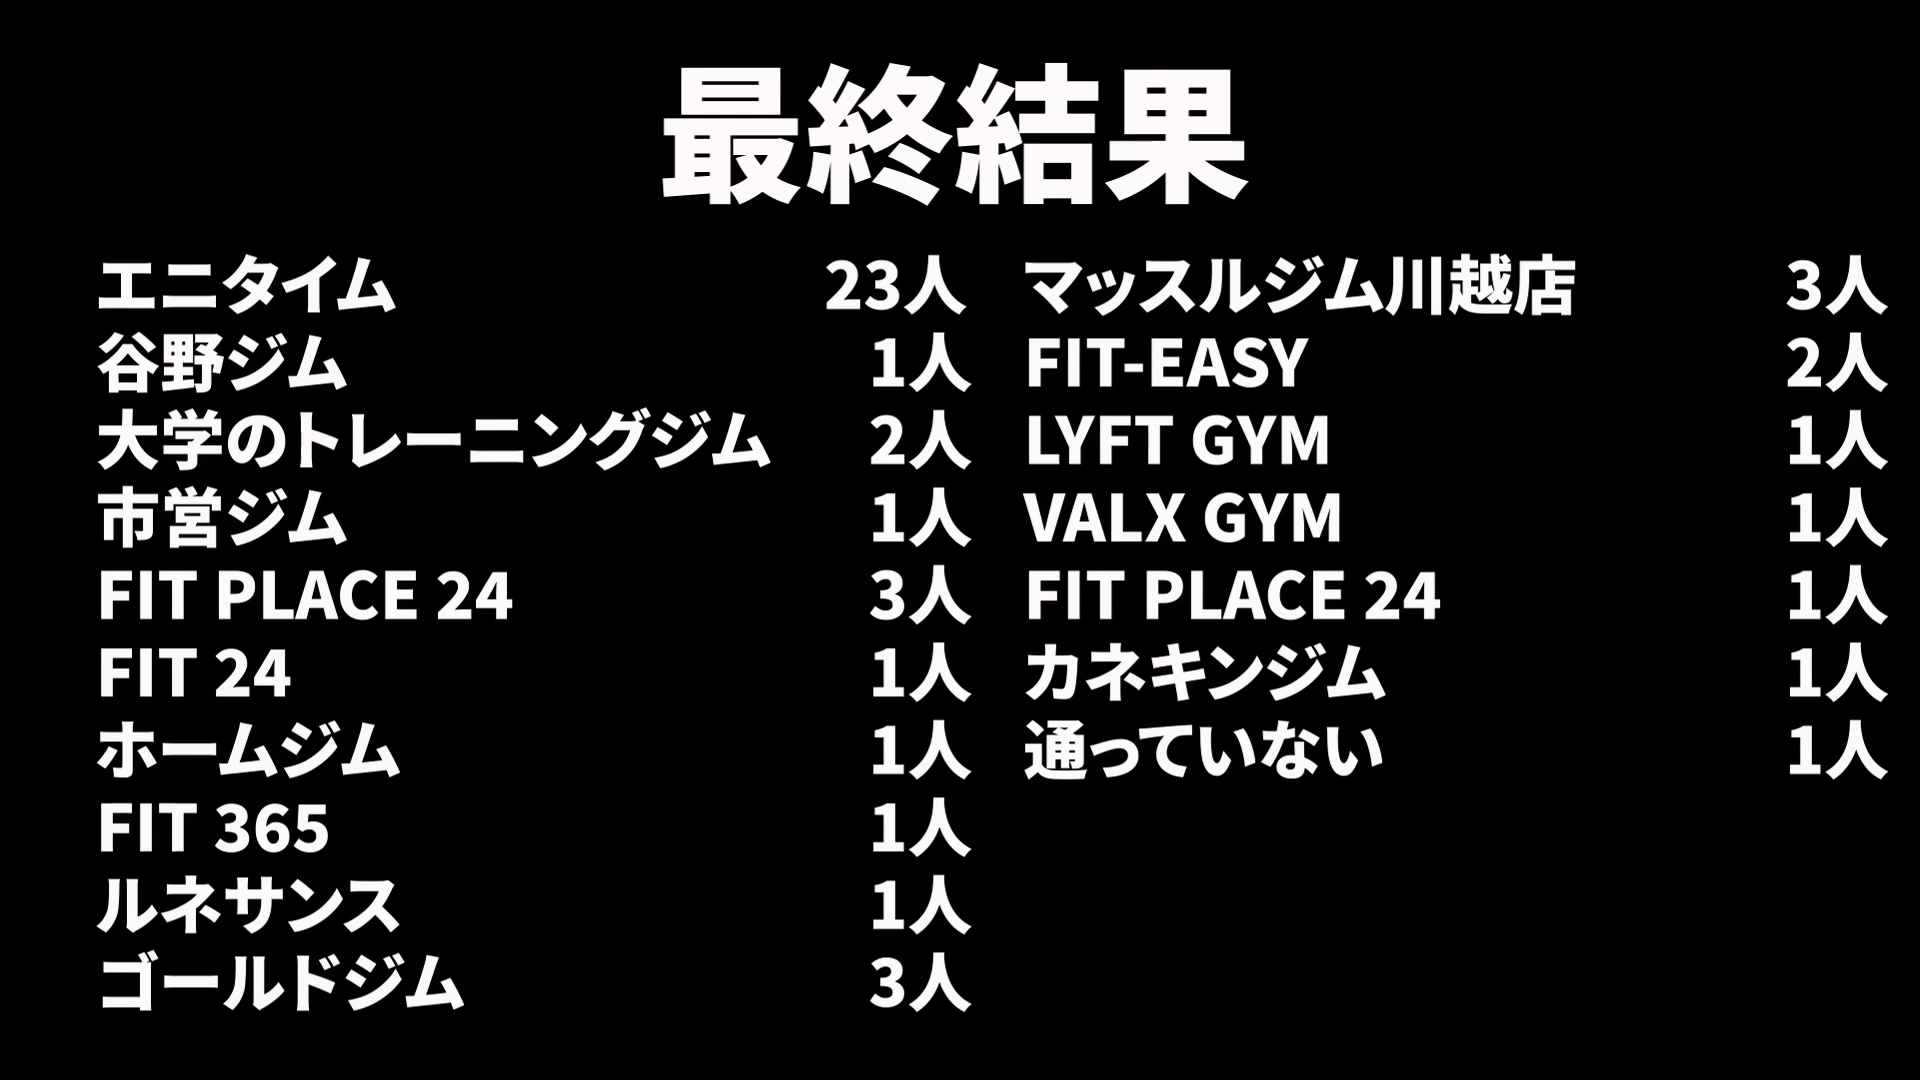 最終結果
エニタイム 23人
谷野ジム 1人
大学のトレーニングジム 2人
市営ジム 1人
FIT PLACE 24 3人
FIT 24 1人
ホームジム 1人
FIT 365 1人
ルネサンス 1人
ゴールドジム 3人
マッスルジム川越店 3人
FIT-EASY 2人
LYFT GYM 1人
VALX GYM 1人
FIT PLACE 24 1人
カネキンジム 1人
通っていない 1人